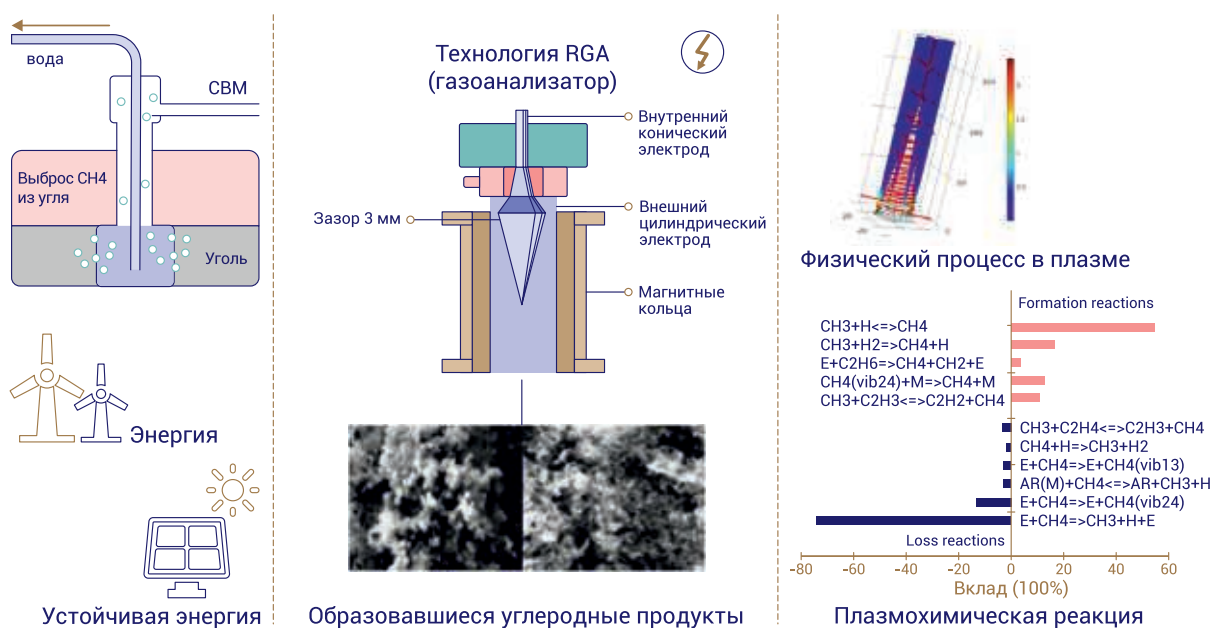 вода
СВМ
Выброс CH4
из угля
Уголь
Энергия
Устойчивая энергия
Технология RGA
(газоанализатор)
Внутренний
конический
электрод
Зазор 3 мм
Внешний
цилиндрический
электрод
Магнитные
кольца
Образовавшиеся углеродные продукты
Физический процесс в плазме
Formation reactions
CH3+H<=>CH4
CH3+H2=>CH4+H
E+C2H6=>CH4+CH2+E
CH4(vib24)+M=>CH4+M
CH3+C2H3<=>C2H2+CH4
CH3+C2H4<=>C2H3+CH4
CH4+H=>CH3+H2
E+CH4=>E+CH4(vib13)
AR(M)+CH4<=>AR+CH3+H
E+CH4=>E+CH4(vib24)
E+CH4=>CH3+H+E
Loss reactions
-80 -60 -40 -20 0 20 40 60
Вклад (100%)
Плазмохимическая реакция